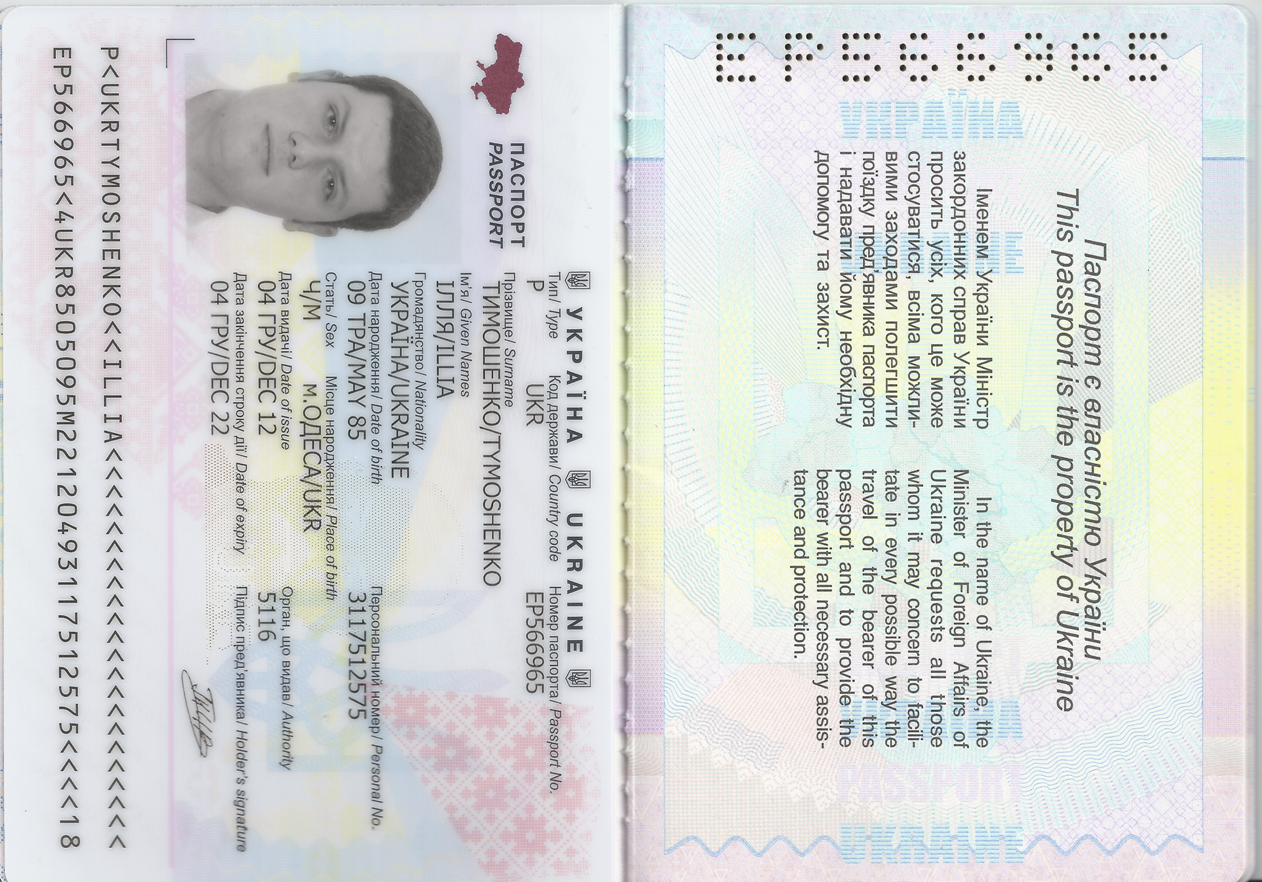 EP566965
Паспорт є власністю України
This passport is the property of Ukraine
УКРАЇНА
Іменем України Міністр
закордонних справ України
просить усіх, кого це може
стосуватися, всіма можли-
вими заходами полегшити
поїздку пред'явника паспорта
і надавати йому необхідну
допомогу та захист.
In the name of Ukraine, the
Minister of Foreign Affairs of
Ukraine requests all those
whom it may concern to facili-
tate in every possible way the
travel of the bearer of this
passport and to provide the
bearer with all necessary assis-
tance and protection.
PASSPORT
UKRAINE
УКРАЇНА UKRAINE
ПАСПОРТ
PASSPORT
Тип/ Type Код держави/ Country code Номер паспорта/ Passport No.
P UKR EP566965
Прізвище/ Surname
ТИМОШЕНКО/TYMOSHENKO
Ім'я/ Given Names
ІЛЛЯ/ILLIA
Громадянство/ Nationality
УКРАЇНА/UKRAINE
Дата народження/ Date of birth Персональний номер/ Personal No.
09 ТРА/MAY 85 3117512575
Стать/ Sex Місце народження/ Place of birth
Ч/M м.ОДЕСА/UKR
Дата видачі/ Date of issue Орган, що видав/ Authority
04 ГРУ/DEC 12 5116
Дата закінчення строку дії/ Date of expiry Підпис пред'явника/ Holder's signature
04 ГРУ/DEC 22
P<UKRTYMOSHENKO<<ILLIA<<<<<<<<<<<<<<<<<<<<<<
EP566965<4UKR8505095M22120493117512575<<<<18